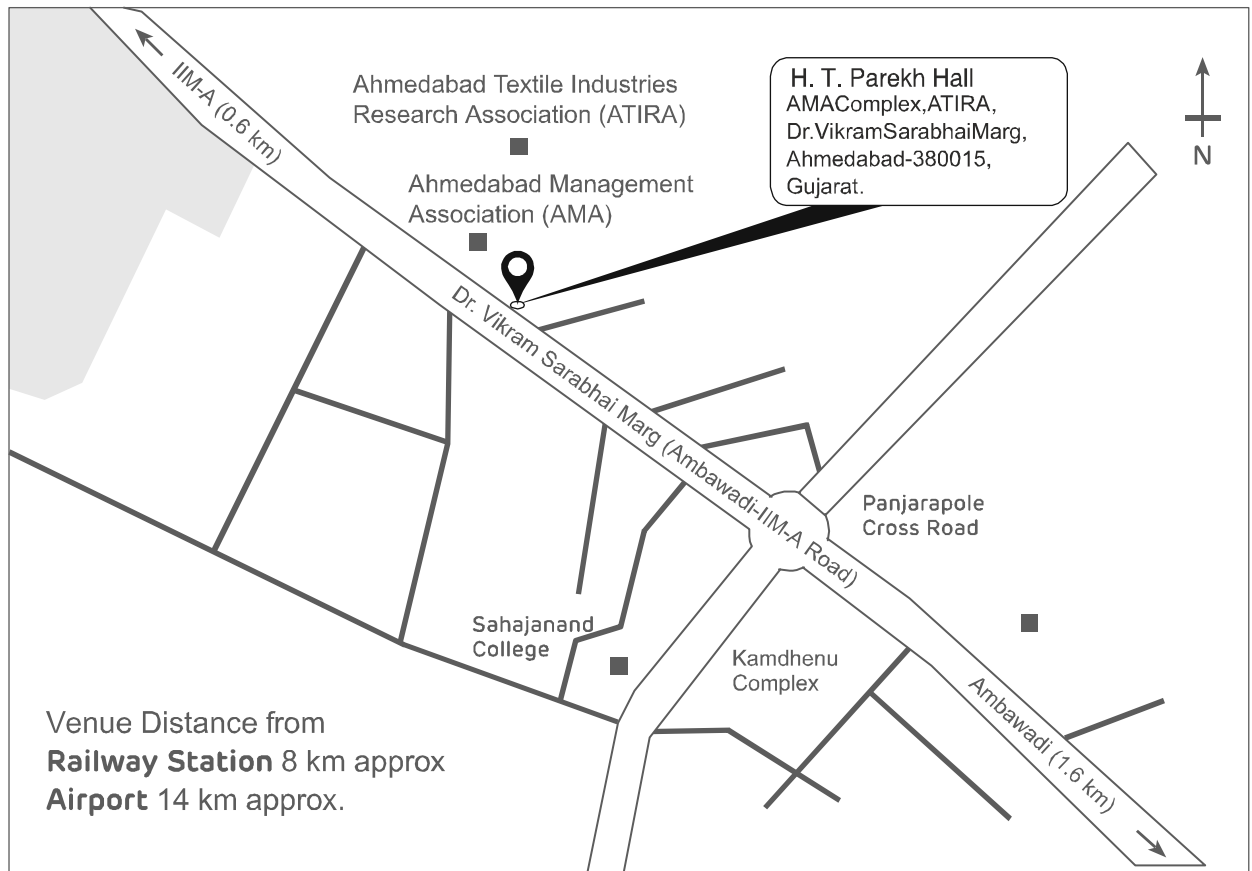 IIM-A (0.6 km)
Ahmedabad Textile Industries
Research Association (ATIRA)
Ahmedabad Management
Association (AMA)
H. T. Parekh Hall
AMAComplex,ATIRA,
Dr.VikramSarabhaiMarg,
Ahmedabad-380015,
Gujarat.
N
Dr. Vikram Sarabhai Marg (Ambawadi-IIM-A Road)
Panjarapole
Cross Road
Sahajanand
College
Kamdhenu
Complex
Ambawadi (1.6 km)
Venue Distance from
Railway Station 8 km approx
Airport 14 km approx.